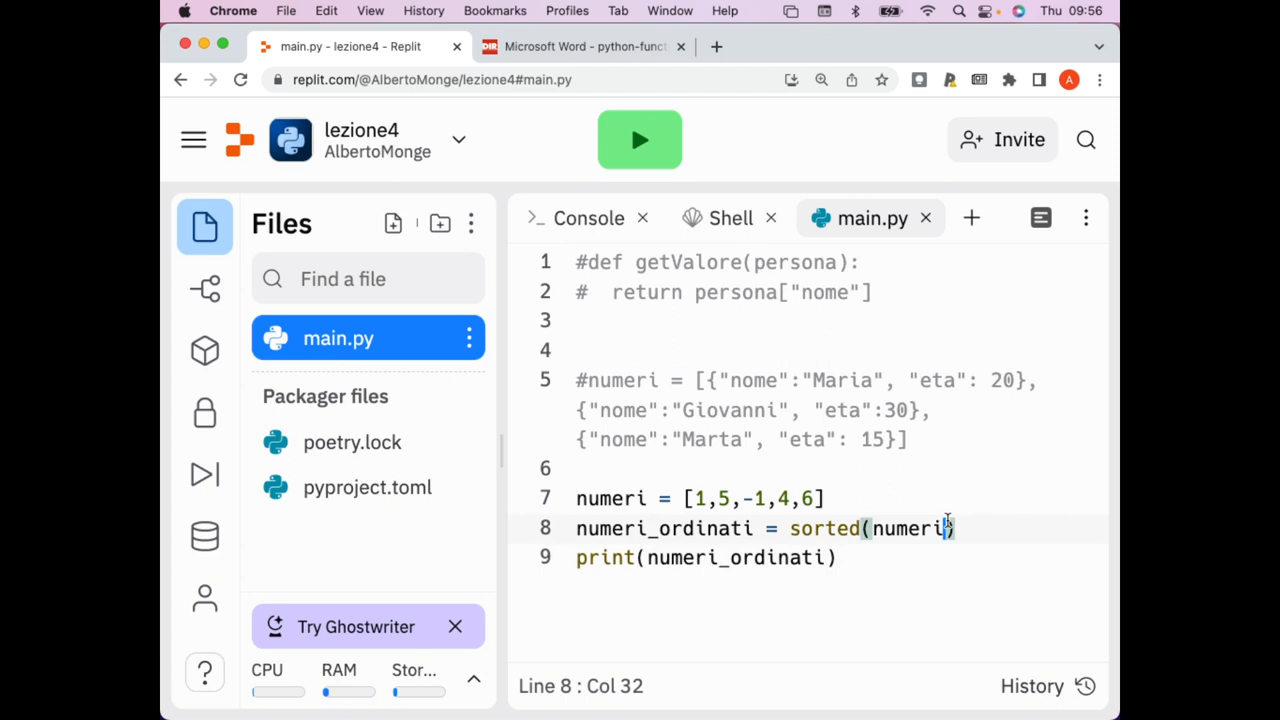 Chrome File Edit View History Bookmarks Profiles Tab Window Help Thu 09:56
main.py - lezione4 - Replit
DIR Microsoft Word - python-funct
replit.com/@AlbertoMonge/lezione4#main.py
A
lezione4
AlbertoMonge
Invite
Files
Find a file
main.py
Packager files
poetry.lock
pyproject.toml
Try Ghostwriter
CPU RAM Stor...
?
Console Shell main.py
1 #def getValore(persona):
2 #  return persona["nome"]
3
4
5 #numeri = [{"nome":"Maria", "eta": 20},
{"nome":"Giovanni", "eta":30},
{"nome":"Marta", "eta": 15}]
6
7 numeri = [1,5,-1,4,6]
8 numeri_ordinati = sorted(numeri)
9 print(numeri_ordinati)
Line 8 : Col 32
History